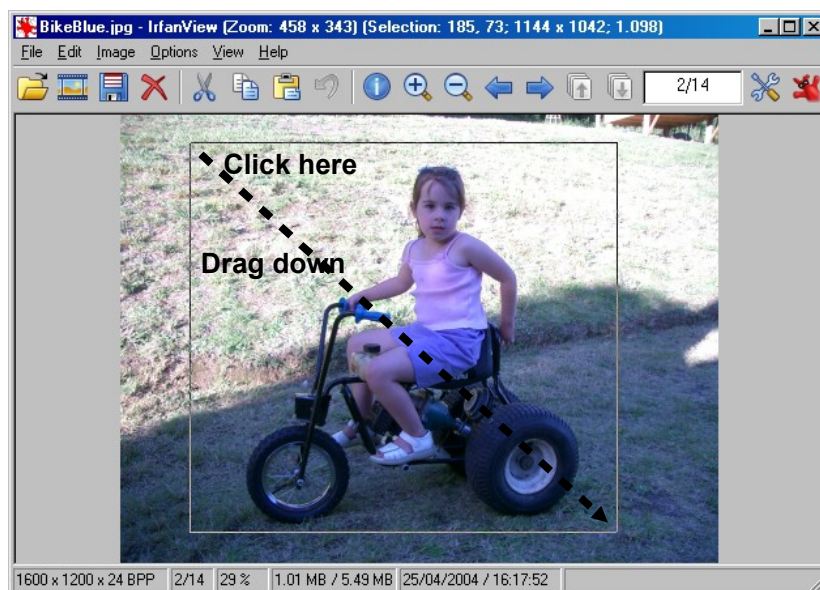 BikeBlue.jpg - IrfanView (Zoom: 458 x 343) (Selection: 185, 73; 1144 x 1042; 1.098)
File Edit Image Options View Help
2/14
Click here
Drag down
1600 x 1200 x 24 BPP 2/14 29 % 1.01 MB / 5.49 MB 25/04/2004 / 16:17:52